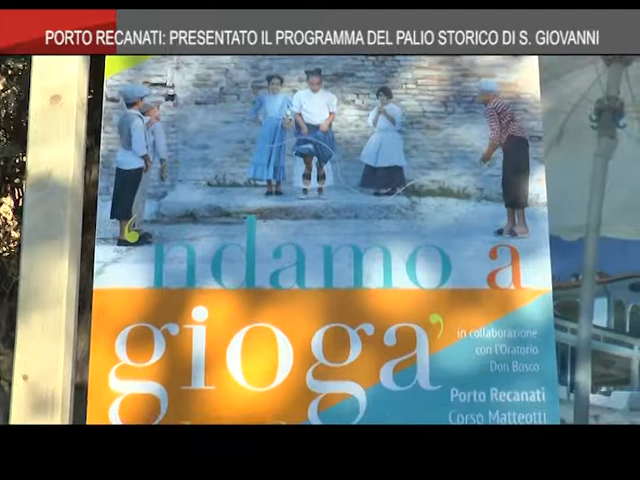 PORTO RECANATI: PRESENTATO IL PROGRAMMA DEL PALIO STORICO DI S. GIOVANNI
'ndamo a
gioga'
in collaborazione
con l'Oratorio
Don Bosco
Porto Recanati
Corso Matteotti